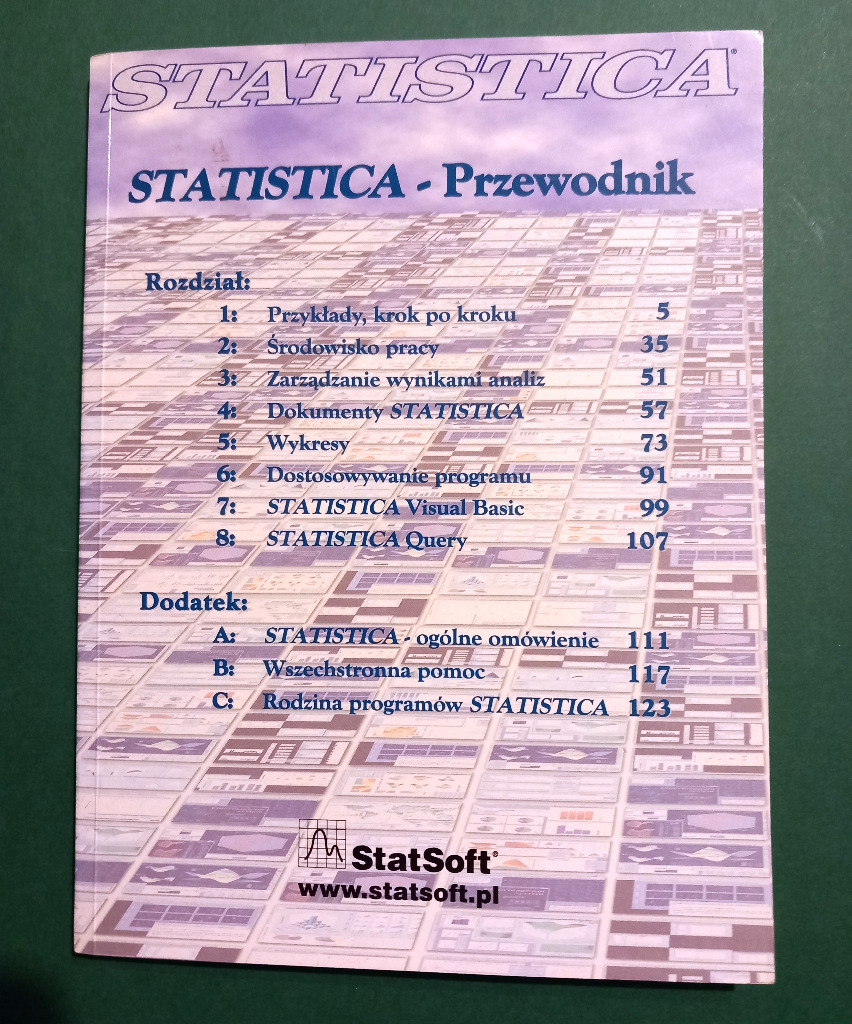 STATISTICA®
STATISTICA - Przewodnik
Rozdział:
1: Przykłady, krok po kroku 5
2: Środowisko pracy 35
3: Zarządzanie wynikami analiz 51
4: Dokumenty STATISTICA 57
5: Wykresy 73
6: Dostosowywanie programu 91
7: STATISTICA Visual Basic 99
8: STATISTICA Query 107
Dodatek:
A: STATISTICA - ogólne omówienie 111
B: Wszechstronna pomoc 117
C: Rodzina programów STATISTICA 123
StatSoft®
www.statsoft.pl